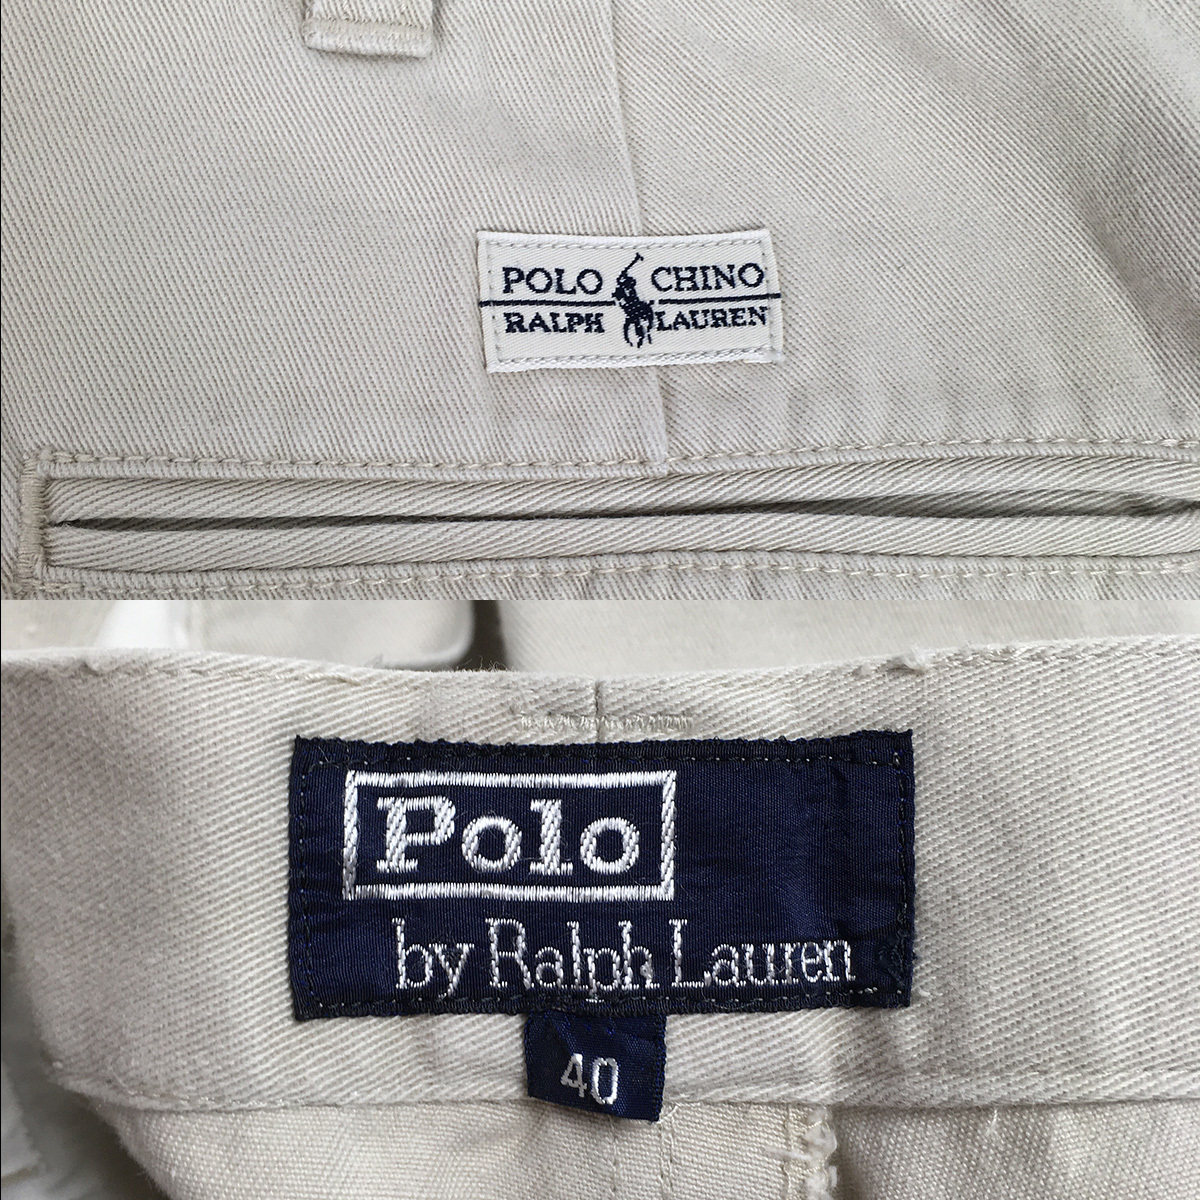 POLO CHINO
RALPH LAUREN
Polo
by Ralph Lauren
40